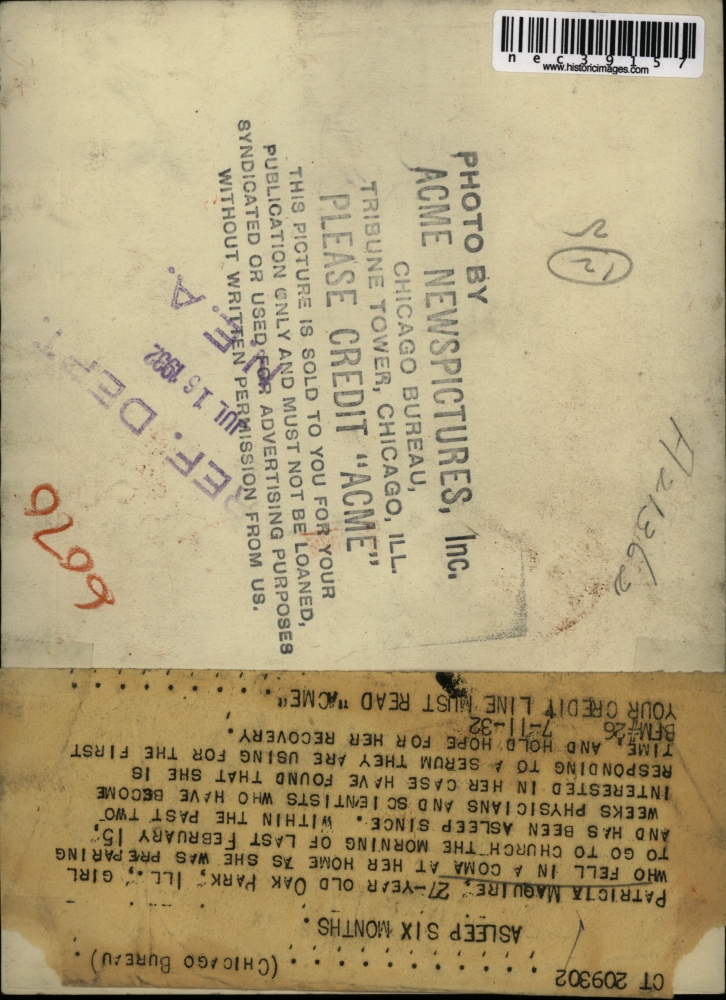 nec39157
www.historicimages.com
2
12
A21362
PHOTO BY
ACME NEWSPICTURES, Inc.
CHICAGO BUREAU,
TRIBUNE TOWER, CHICAGO, ILL.
PLEASE CREDIT "ACME"
THIS PICTURE IS SOLD TO YOU FOR YOUR
PUBLICATION ONLY AND MUST NOT BE LOANED,
SYNDICATED OR USED FOR ADVERTISING PURPOSES
WITHOUT WRITTEN PERMISSION FROM US.
N. E. A.
JUL 15 1932
REF. DEPT.
CT 209302
(CHICAGO BUREAU)
ASLEEP SIX MONTHS.
PATRICIA MAGUIRE, 27-YEAR OLD OAK PARK, ILL., GIRL
WHO FELL IN A COMA AT HER HOME AS SHE WAS PREPARING
TO GO TO CHURCH THE MORNING OF LAST FEBRUARY 15,
AND HAS BEEN ASLEEP SINCE. WITHIN THE PAST TWO
WEEKS PHYSICIANS AND SCIENTISTS WHO HAVE BECOME
INTERESTED IN HER CASE HAVE FOUND THAT SHE IS
RESPONDING TO A SERUM THEY ARE USING FOR THE FIRST
TIME, AND HOLD HOPE FOR HER RECOVERY.
BFM-#26 7-11-32
YOUR CREDIT LINE MUST READ "ACME"